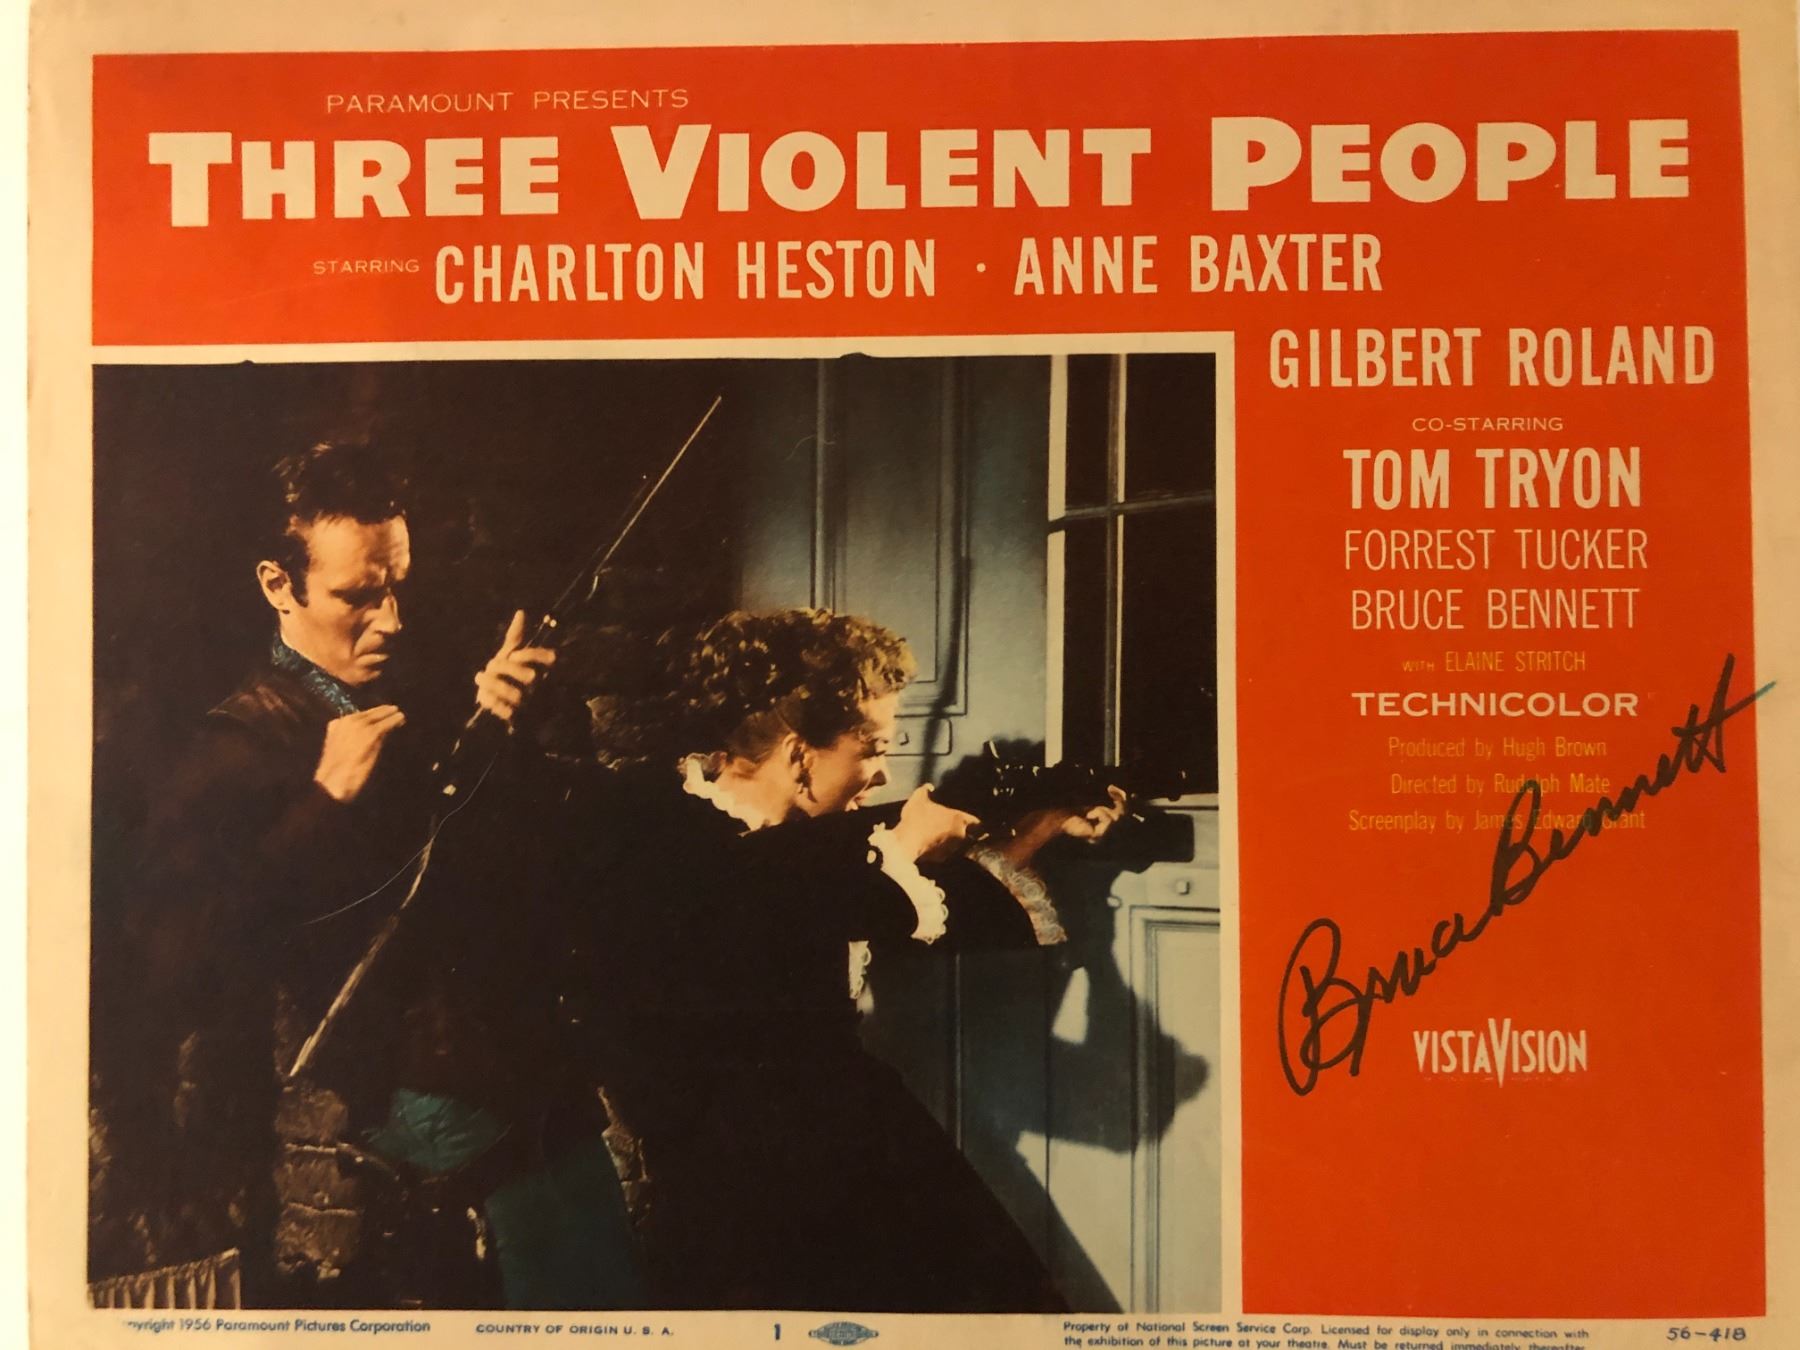 PARAMOUNT PRESENTS
THREE VIOLENT PEOPLE
STARRING CHARLTON HESTON · ANNE BAXTER
GILBERT ROLAND
CO-STARRING
TOM TRYON
FORREST TUCKER
BRUCE BENNETT
WITH ELAINE STRITCH
TECHNICOLOR
Produced by Hugh Brown
Directed by Rudolph Mate
Screenplay by James Edward Grant
Bruce Bennett
VISTAVISION
yright 1956 Paramount Pictures Corporation
COUNTRY OF ORIGIN U. S. A.
1
Property of National Screen Service Corp. Licensed for display only in connection with
the exhibition of this picture at your theatre. Must be returned immediately thereafter.
56-418